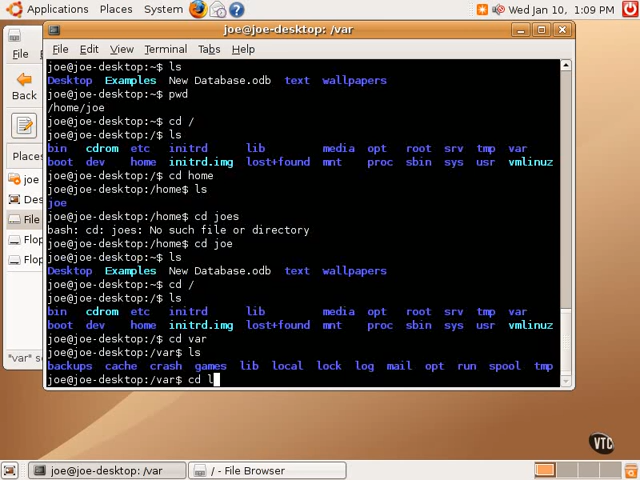 Applications Places System Wed Jan 10, 1:09 PM
joe@joe-desktop: /var
File Edit View Terminal Tabs Help
joe@joe-desktop:~$ ls
Desktop Examples New Database.odb text wallpapers
joe@joe-desktop:~$ pwd
/home/joe
joe@joe-desktop:~$ cd /
joe@joe-desktop:/$ ls
bin cdrom etc initrd lib media opt root srv tmp var
boot dev home initrd.img lost+found mnt proc sbin sys usr vmlinuz
joe@joe-desktop:/$ cd home
joe@joe-desktop:/home$ ls
joe
joe@joe-desktop:/home$ cd joes
bash: cd: joes: No such file or directory
joe@joe-desktop:/home$ cd joe
joe@joe-desktop:~$ ls
Desktop Examples New Database.odb text wallpapers
joe@joe-desktop:~$ cd /
joe@joe-desktop:/$ ls
bin cdrom etc initrd lib media opt root srv tmp var
boot dev home initrd.img lost+found mnt proc sbin sys usr vmlinuz
joe@joe-desktop:/$ cd var
joe@joe-desktop:/var$ ls
backups cache crash games lib local lock log mail opt run spool tmp
joe@joe-desktop:/var$ cd l
File
Back
Places
joe
Des
File
Flop
Flop
"var" s
VTC
joe@joe-desktop: /var
/ - File Browser